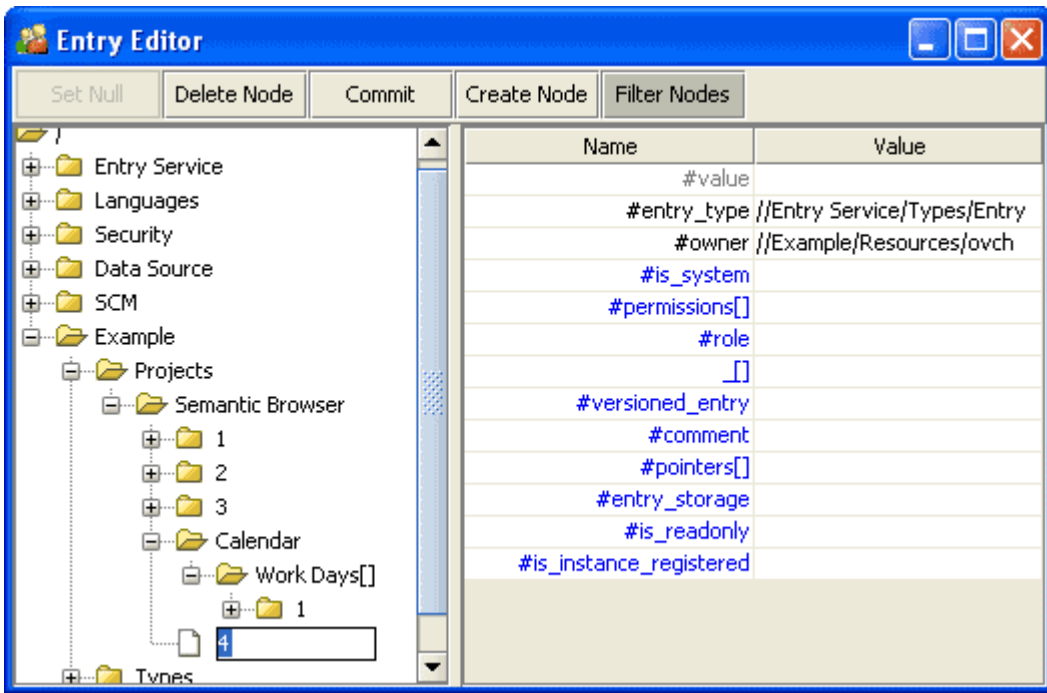 Entry Editor
Set Null Delete Node Commit Create Node Filter Nodes
/
Entry Service
Languages
Security
Data Source
SCM
Example
Projects
Semantic Browser
1
2
3
Calendar
Work Days[]
1
4
Types
Name Value
#value
#entry_type //Entry Service/Types/Entry
#owner //Example/Resources/ovch
#is_system
#permissions[]
#role
_[]
#versioned_entry
#comment
#pointers[]
#entry_storage
#is_readonly
#is_instance_registered